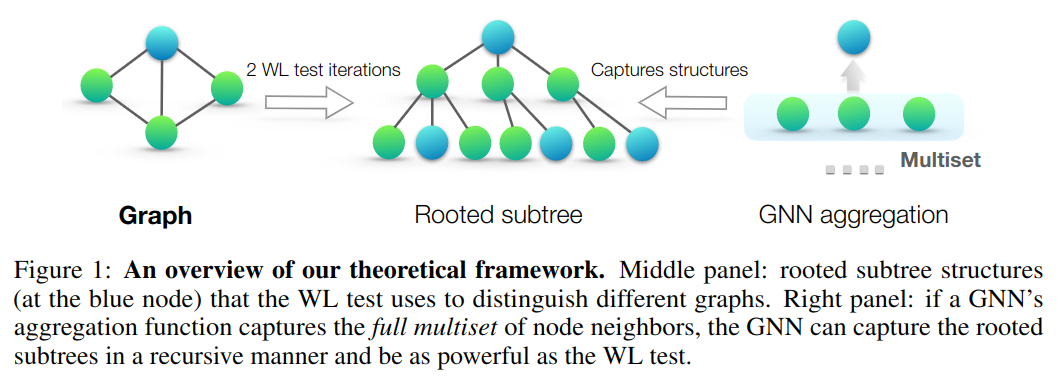 2 WL test iterations
Captures structures
Multiset
Graph
Rooted subtree
GNN aggregation
Figure 1: An overview of our theoretical framework. Middle panel: rooted subtree structures
(at the blue node) that the WL test uses to distinguish different graphs. Right panel: if a GNN's
aggregation function captures the full multiset of node neighbors, the GNN can capture the rooted
subtrees in a recursive manner and be as powerful as the WL test.